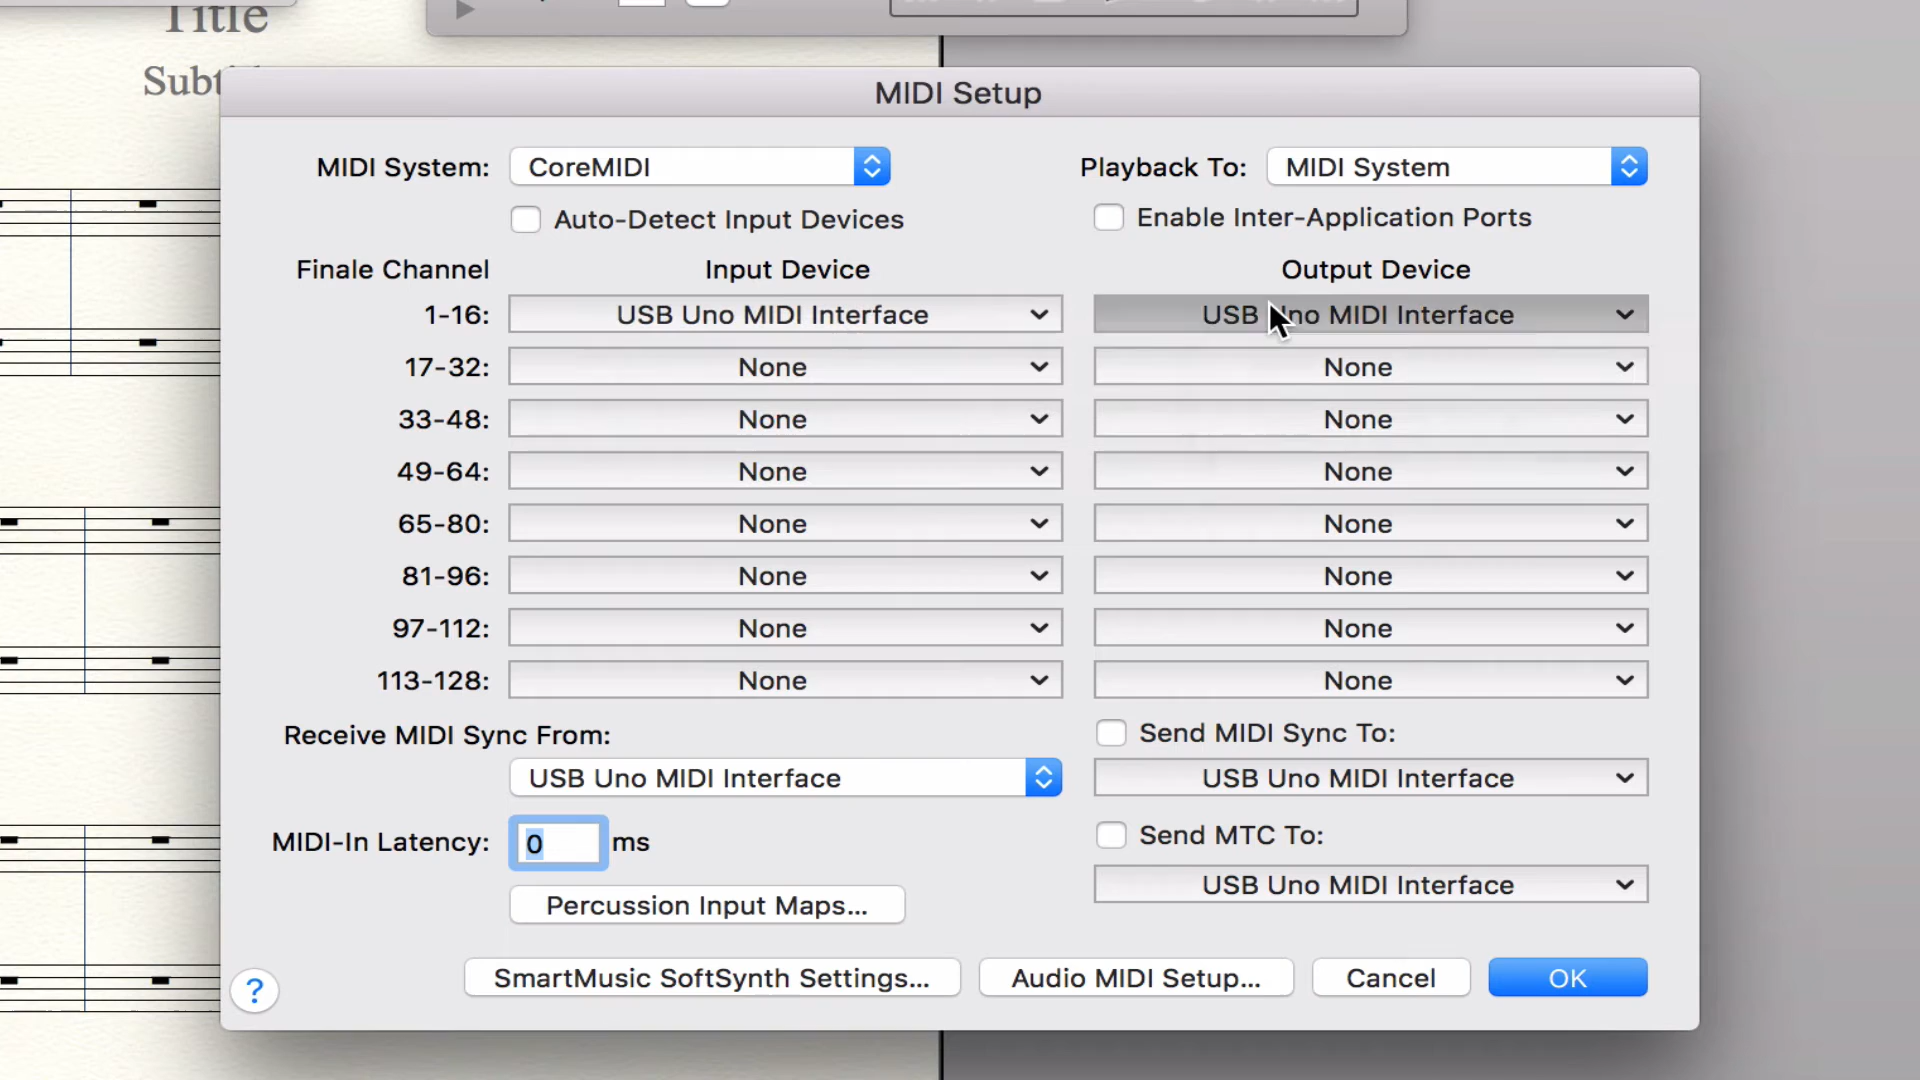 Title
Subt
MIDI Setup
MIDI System: CoreMIDI Playback To: MIDI System
Auto-Detect Input Devices Enable Inter-Application Ports
Finale Channel Input Device Output Device
1-16: USB Uno MIDI Interface USB Uno MIDI Interface
17-32: None None
33-48: None None
49-64: None None
65-80: None None
81-96: None None
97-112: None None
113-128: None None
Receive MIDI Sync From: Send MIDI Sync To:
USB Uno MIDI Interface USB Uno MIDI Interface
MIDI-In Latency: 0 ms Send MTC To:
USB Uno MIDI Interface
Percussion Input Maps...
? SmartMusic SoftSynth Settings... Audio MIDI Setup... Cancel OK